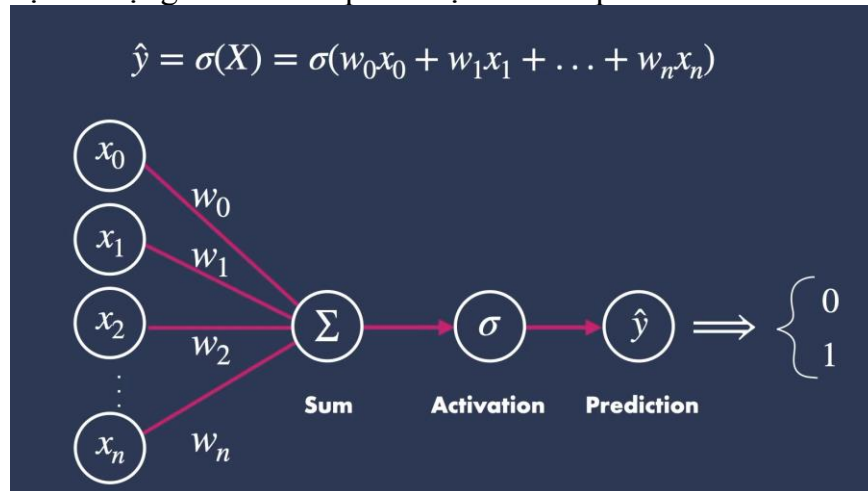 ŷ = σ(X) = σ(w₀x₀ + w₁x₁ + . . . + wₙxₙ)
x₀
w₀
x₁
w₁
x₂
w₂
⋮
xₙ
wₙ
Σ
σ
ŷ
⟹ { 0
1
Sum
Activation
Prediction